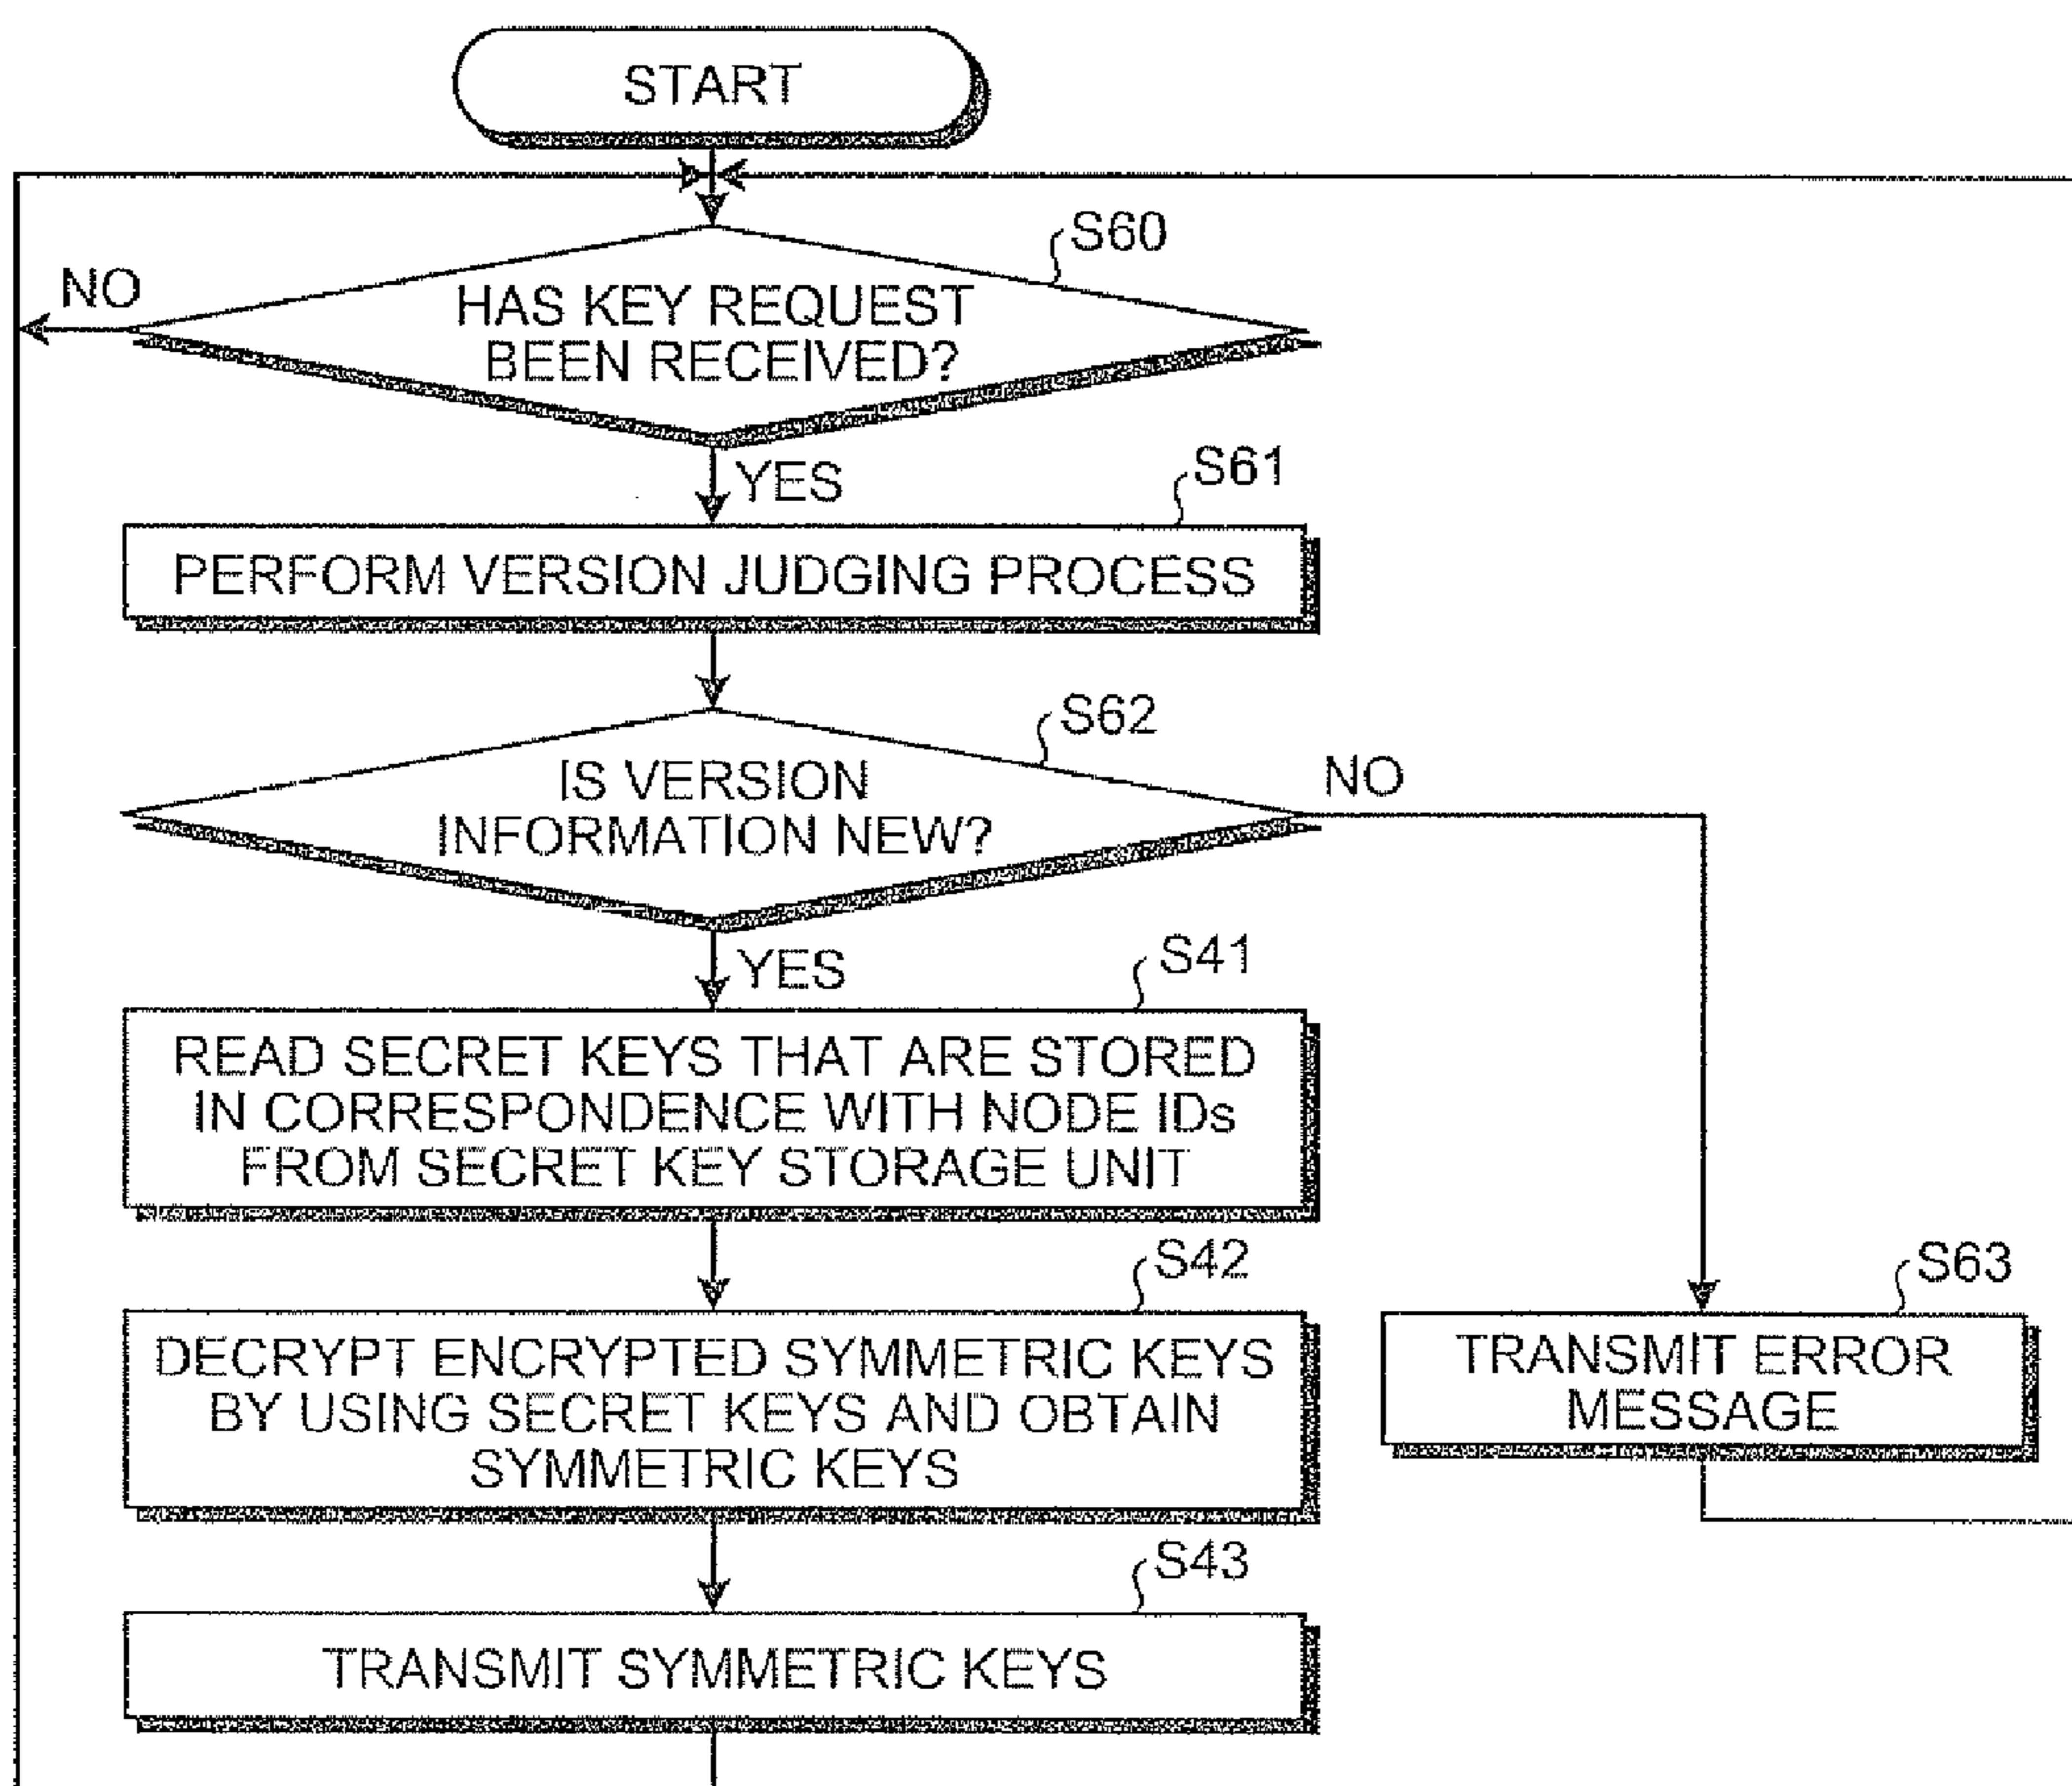 START
S60
NO
HAS KEY REQUEST
BEEN RECEIVED?
YES
S61
PERFORM VERSION JUDGING PROCESS
S62
IS VERSION
INFORMATION NEW?
NO
YES
S41
READ SECRET KEYS THAT ARE STORED
IN CORRESPONDENCE WITH NODE IDs
FROM SECRET KEY STORAGE UNIT
S42
DECRYPT ENCRYPTED SYMMETRIC KEYS
BY USING SECRET KEYS AND OBTAIN
SYMMETRIC KEYS
S63
TRANSMIT ERROR
MESSAGE
S43
TRANSMIT SYMMETRIC KEYS